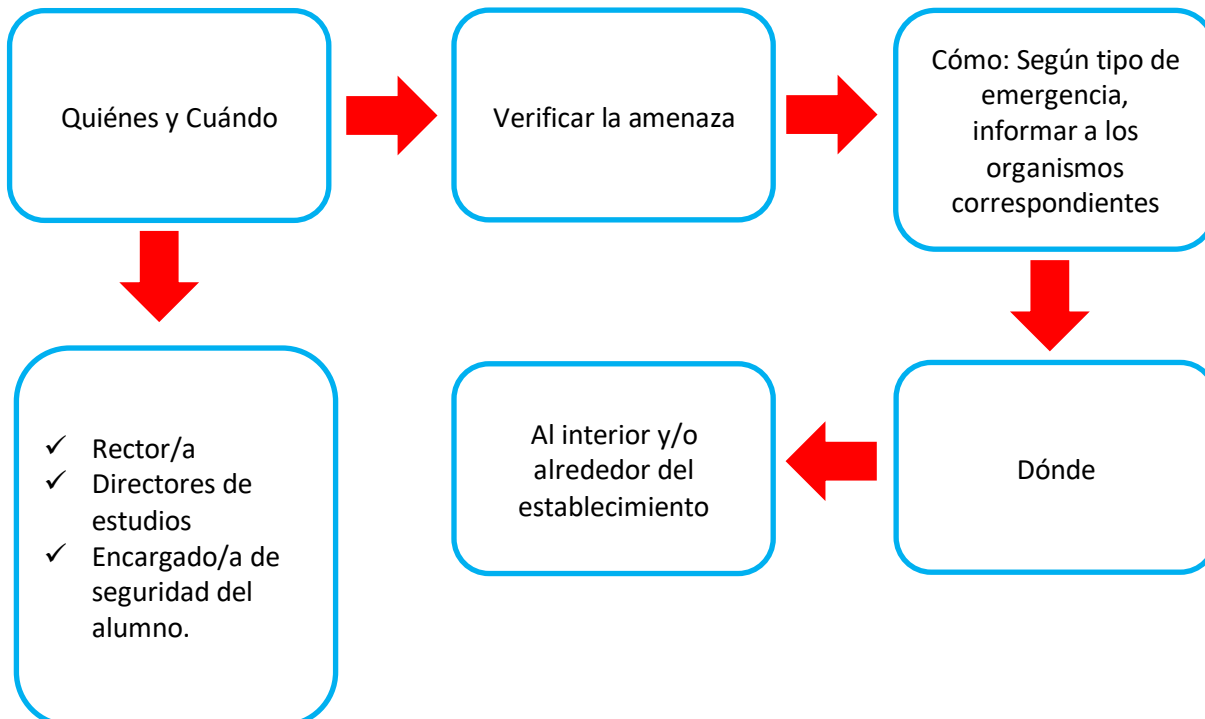 Quiénes y Cuándo
Verificar la amenaza
Cómo: Según tipo de
emergencia,
informar a los
organismos
correspondientes
✓ Rector/a
✓ Directores de
estudios
✓ Encargado/a de
seguridad del
alumno.
Al interior y/o
alrededor del
establecimiento
Dónde